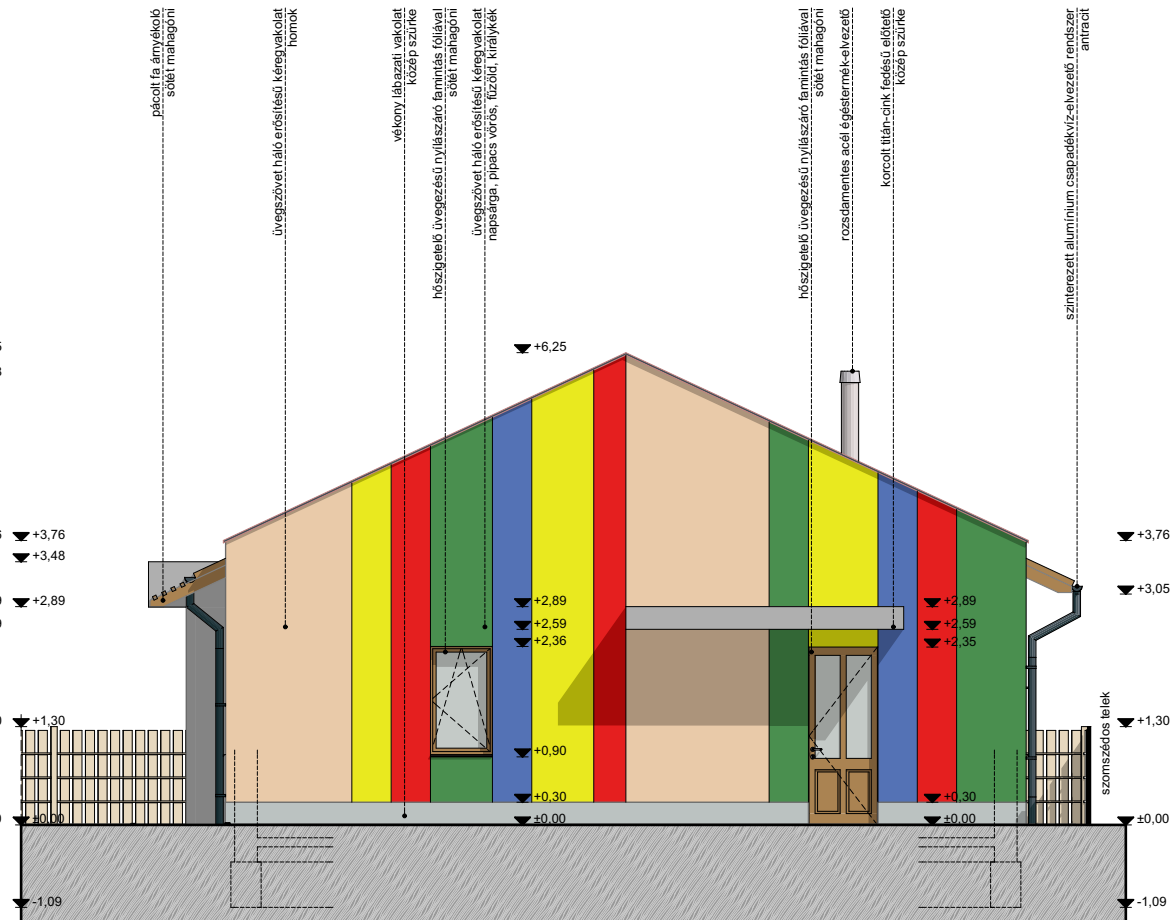 pácolt fa árnyékoló
sötét mahagóni
üvegszövet háló erősítésű kéregvakolat
homok
vékony lábazati vakolat
közép szürke
hőszigetelő üvegezésű nyílászáró famintás fóliával
sötét mahagóni
üvegszövet háló erősítésű kéregvakolat
napsárga, pipacs vörös, fűzöld, királykék
hőszigetelő üvegezésű nyílászáró famintás fóliával
sötét mahagóni
rozsdamentes acél égéstermék-elvezető
korcolt titán-cink fedésű előtető
közép szürke
szinterezett alumínium csapadékvíz-elvezető rendszer
antracit
+6,25
+3,76
+3,48
+2,89
+1,30
±0,00
-1,09
+2,89
+2,59
+2,36
+0,90
+0,30
±0,00
+2,89
+2,59
+2,35
+0,30
±0,00
szomszédos telek
+3,76
+3,05
+1,30
±0,00
-1,09